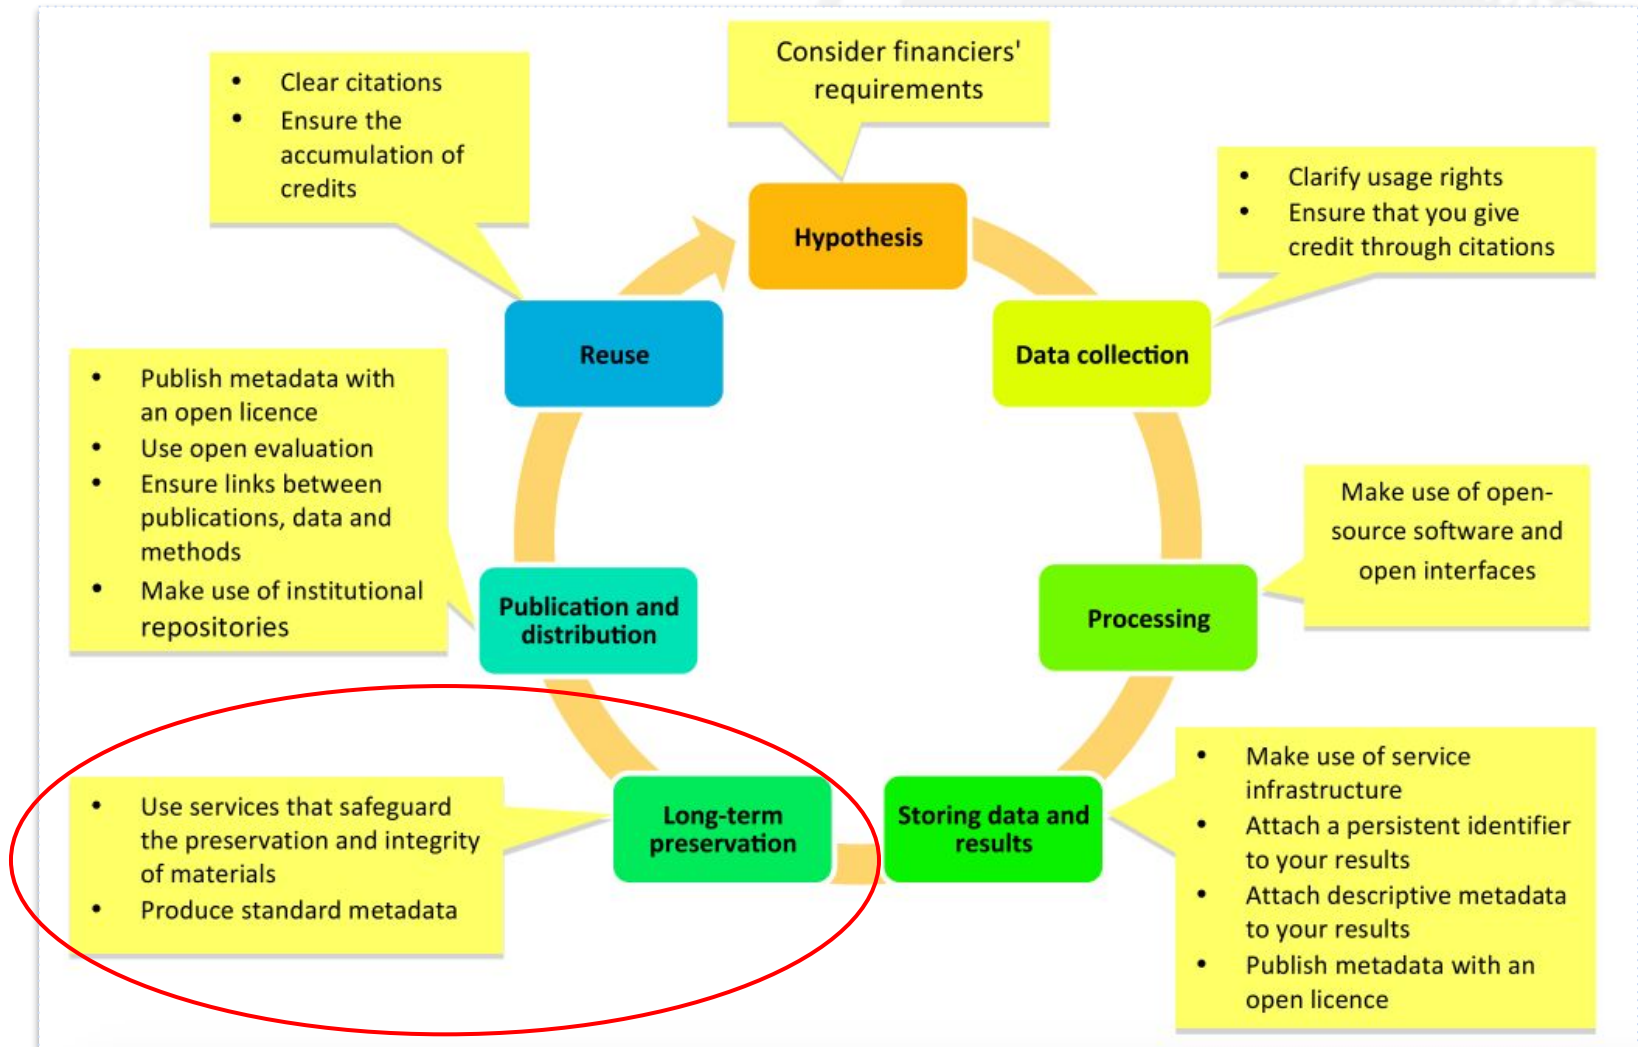 Consider financiers'
requirements
Hypothesis
• Clarify usage rights
• Ensure that you give
credit through citations
Data collection
Make use of open-
source software and
open interfaces
Processing
• Make use of service
infrastructure
• Attach a persistent identifier
to your results
• Attach descriptive metadata
to your results
• Publish metadata with an
open licence
Storing data and
results
• Use services that safeguard
the preservation and integrity
of materials
• Produce standard metadata
Long-term
preservation
• Publish metadata with
an open licence
• Use open evaluation
• Ensure links between
publications, data and
methods
• Make use of institutional
repositories
Publication and
distribution
• Clear citations
• Ensure the
accumulation of
credits
Reuse